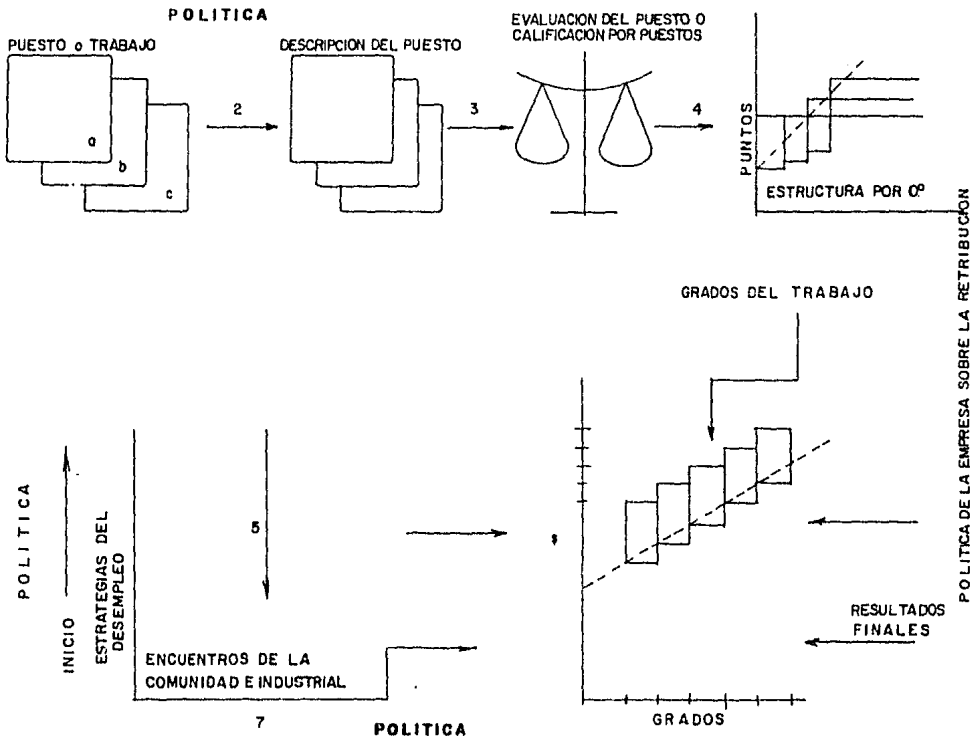 POLITICA
PUESTO o TRABAJO
a
b
c
2
DESCRIPCION DEL PUESTO
3
EVALUACION DEL PUESTO O
CALIFICACION POR PUESTOS
4
PUNTOS
ESTRUCTURA POR 0º
POLITICA DE LA EMPRESA SOBRE LA RETRIBUCION
GRADOS DEL TRABAJO
POLITICA
INICIO
ESTRATEGIAS DEL
DESEMPLEO
5
ENCUENTROS DE LA
COMUNIDAD E INDUSTRIAL
7
POLITICA
$
GRADOS
RESULTADOS
FINALES